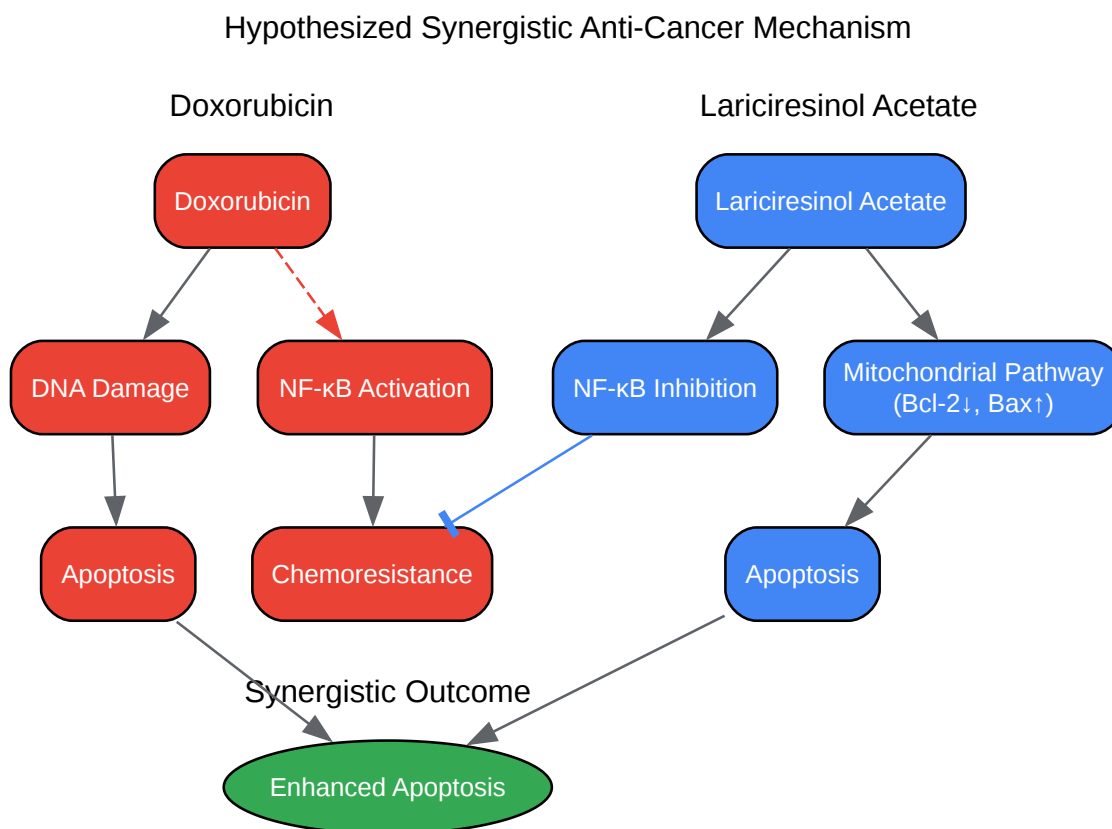 Hypothesized Synergistic Anti-Cancer Mechanism
Doxorubicin
Lariciresinol Acetate
Doxorubicin
Lariciresinol Acetate
DNA Damage
NF-κB Activation
NF-κB Inhibition
Mitochondrial Pathway
(Bcl-2↓, Bax↑)
Apoptosis
Chemoresistance
Apoptosis
Synergistic Outcome
Enhanced Apoptosis